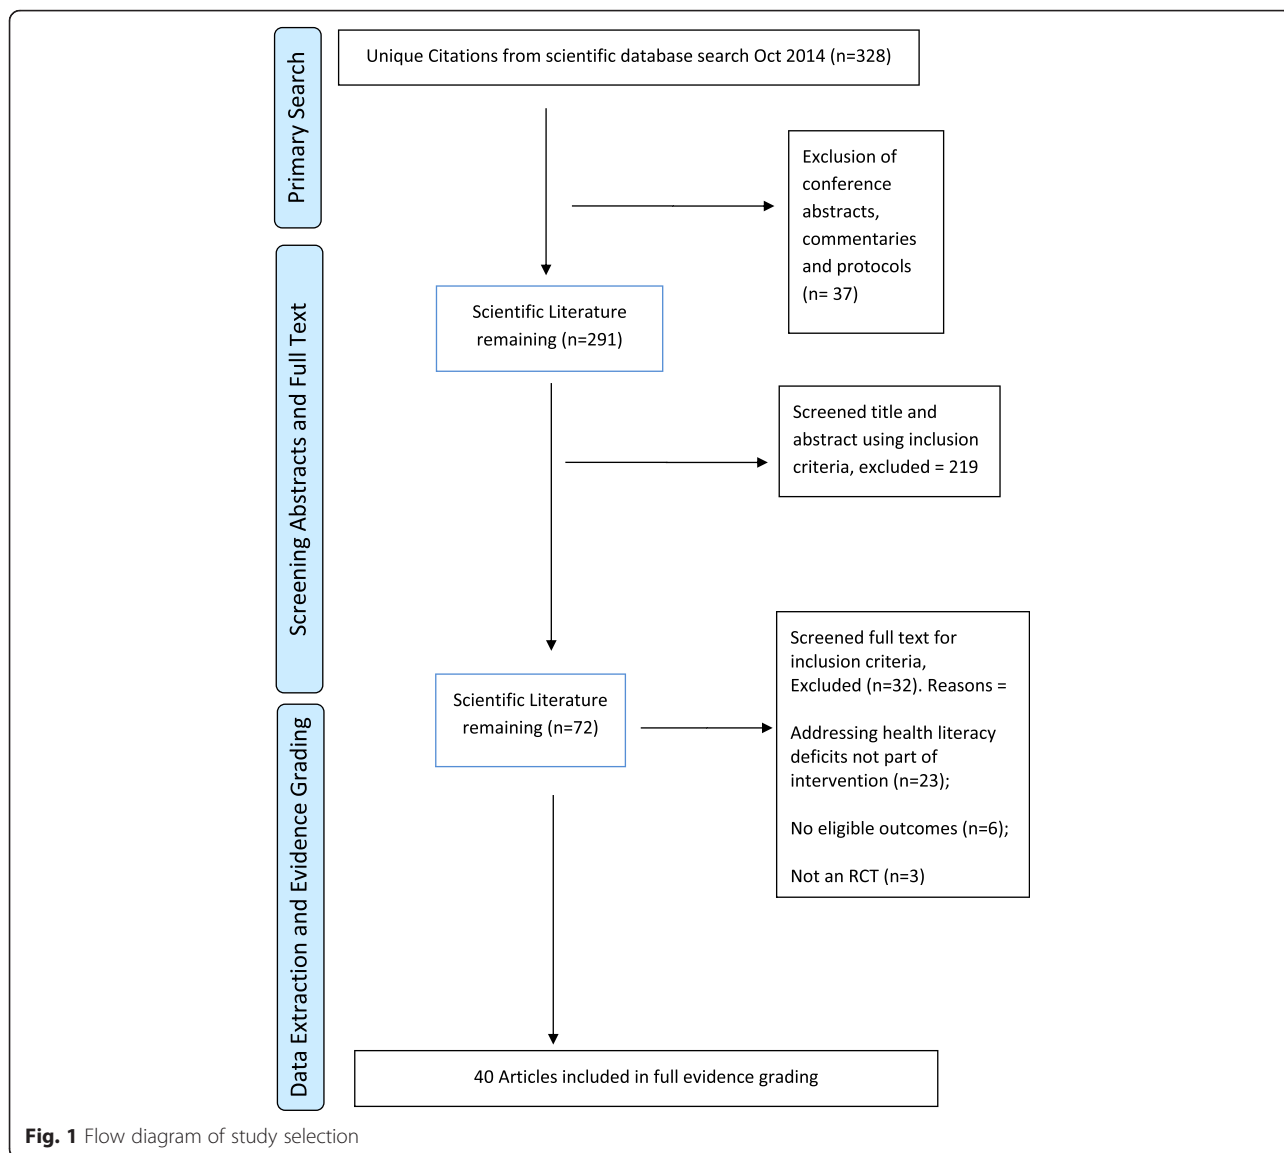 Primary Search
Unique Citations from scientific database search Oct 2014 (n=328)
Exclusion of
conference
abstracts,
commentaries
and protocols
(n= 37)
Screening Abstracts and Full Text
Scientific Literature
remaining (n=291)
Screened title and
abstract using inclusion
criteria, excluded = 219
Scientific Literature
remaining (n=72)
Screened full text for
inclusion criteria,
Excluded (n=32). Reasons =
Addressing health literacy
deficits not part of
intervention (n=23);
No eligible outcomes (n=6);
Not an RCT (n=3)
Data Extraction and Evidence Grading
40 Articles included in full evidence grading
Fig. 1 Flow diagram of study selection